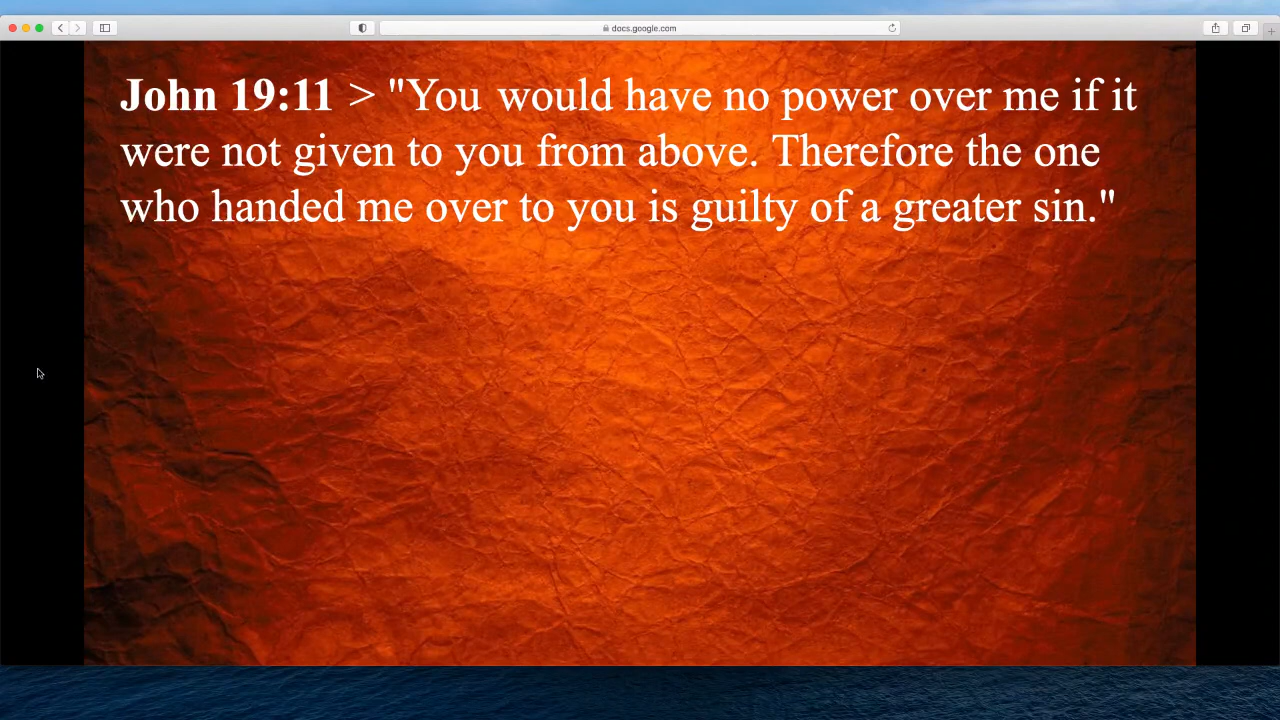 docs.google.com
John 19:11 > "You would have no power over me if it
were not given to you from above. Therefore the one
who handed me over to you is guilty of a greater sin."